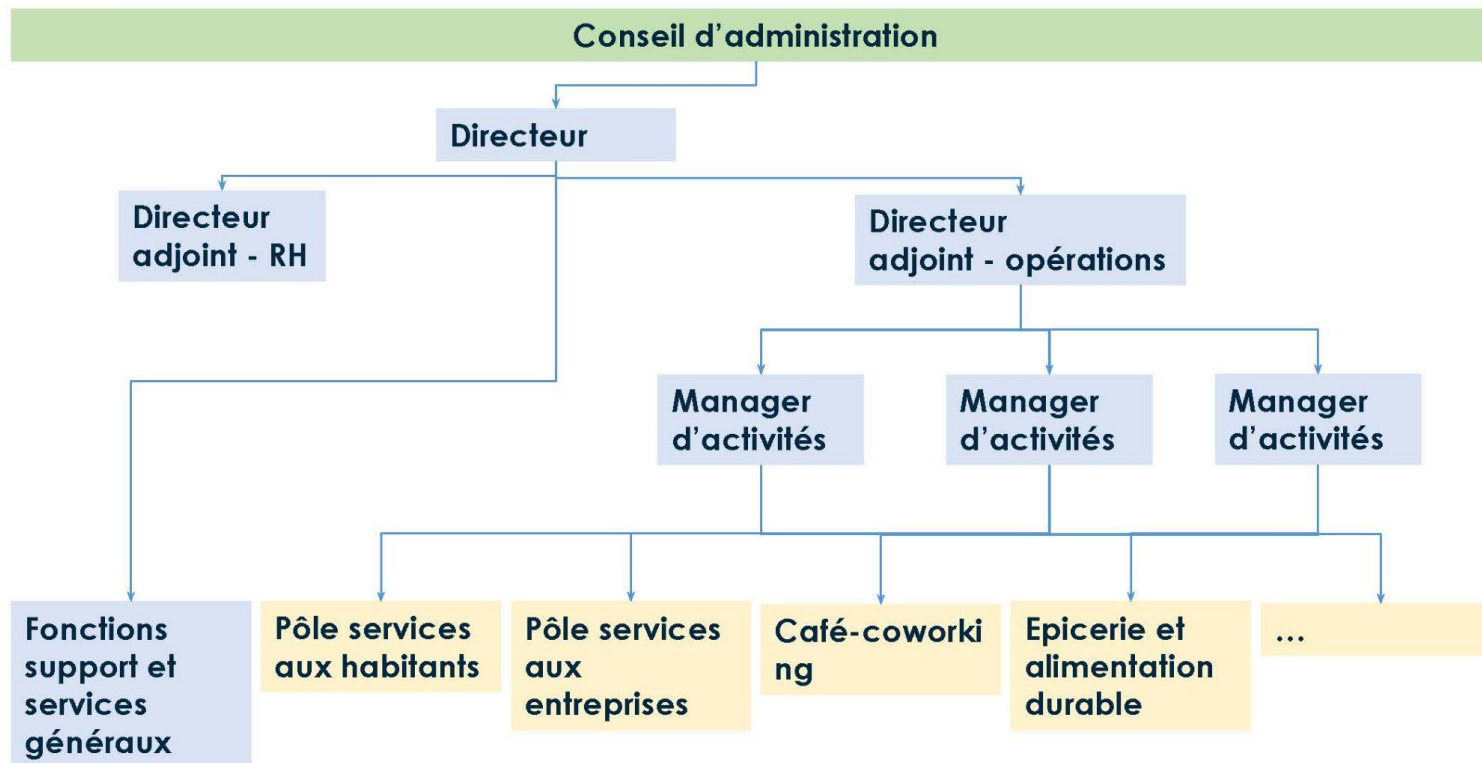 Conseil d’administration
Directeur
Directeur
adjoint - RH
Directeur
adjoint - opérations
Manager
d’activités
Manager
d’activités
Manager
d’activités
Fonctions
support et
services
généraux
Pôle services
aux habitants
Pôle services
aux
entreprises
Café-coworki
ng
Epicerie et
alimentation
durable
...